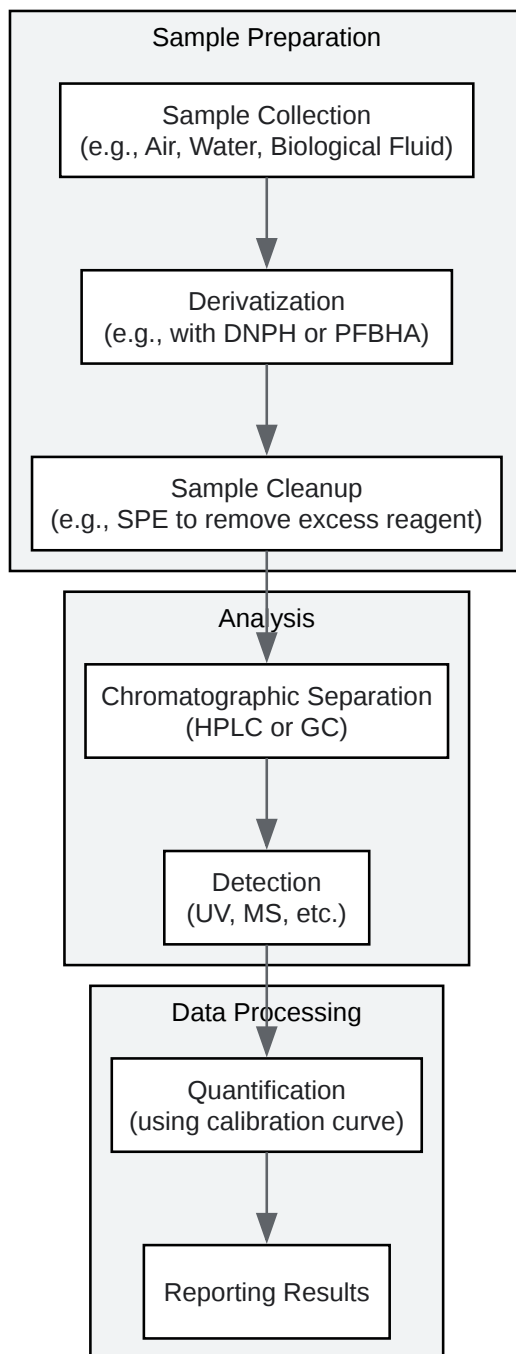 Sample Preparation
Sample Collection
(e.g., Air, Water, Biological Fluid)
Derivatization
(e.g., with DNPH or PFBHA)
Sample Cleanup
(e.g., SPE to remove excess reagent)
Analysis
Chromatographic Separation
(HPLC or GC)
Detection
(UV, MS, etc.)
Data Processing
Quantification
(using calibration curve)
Reporting Results